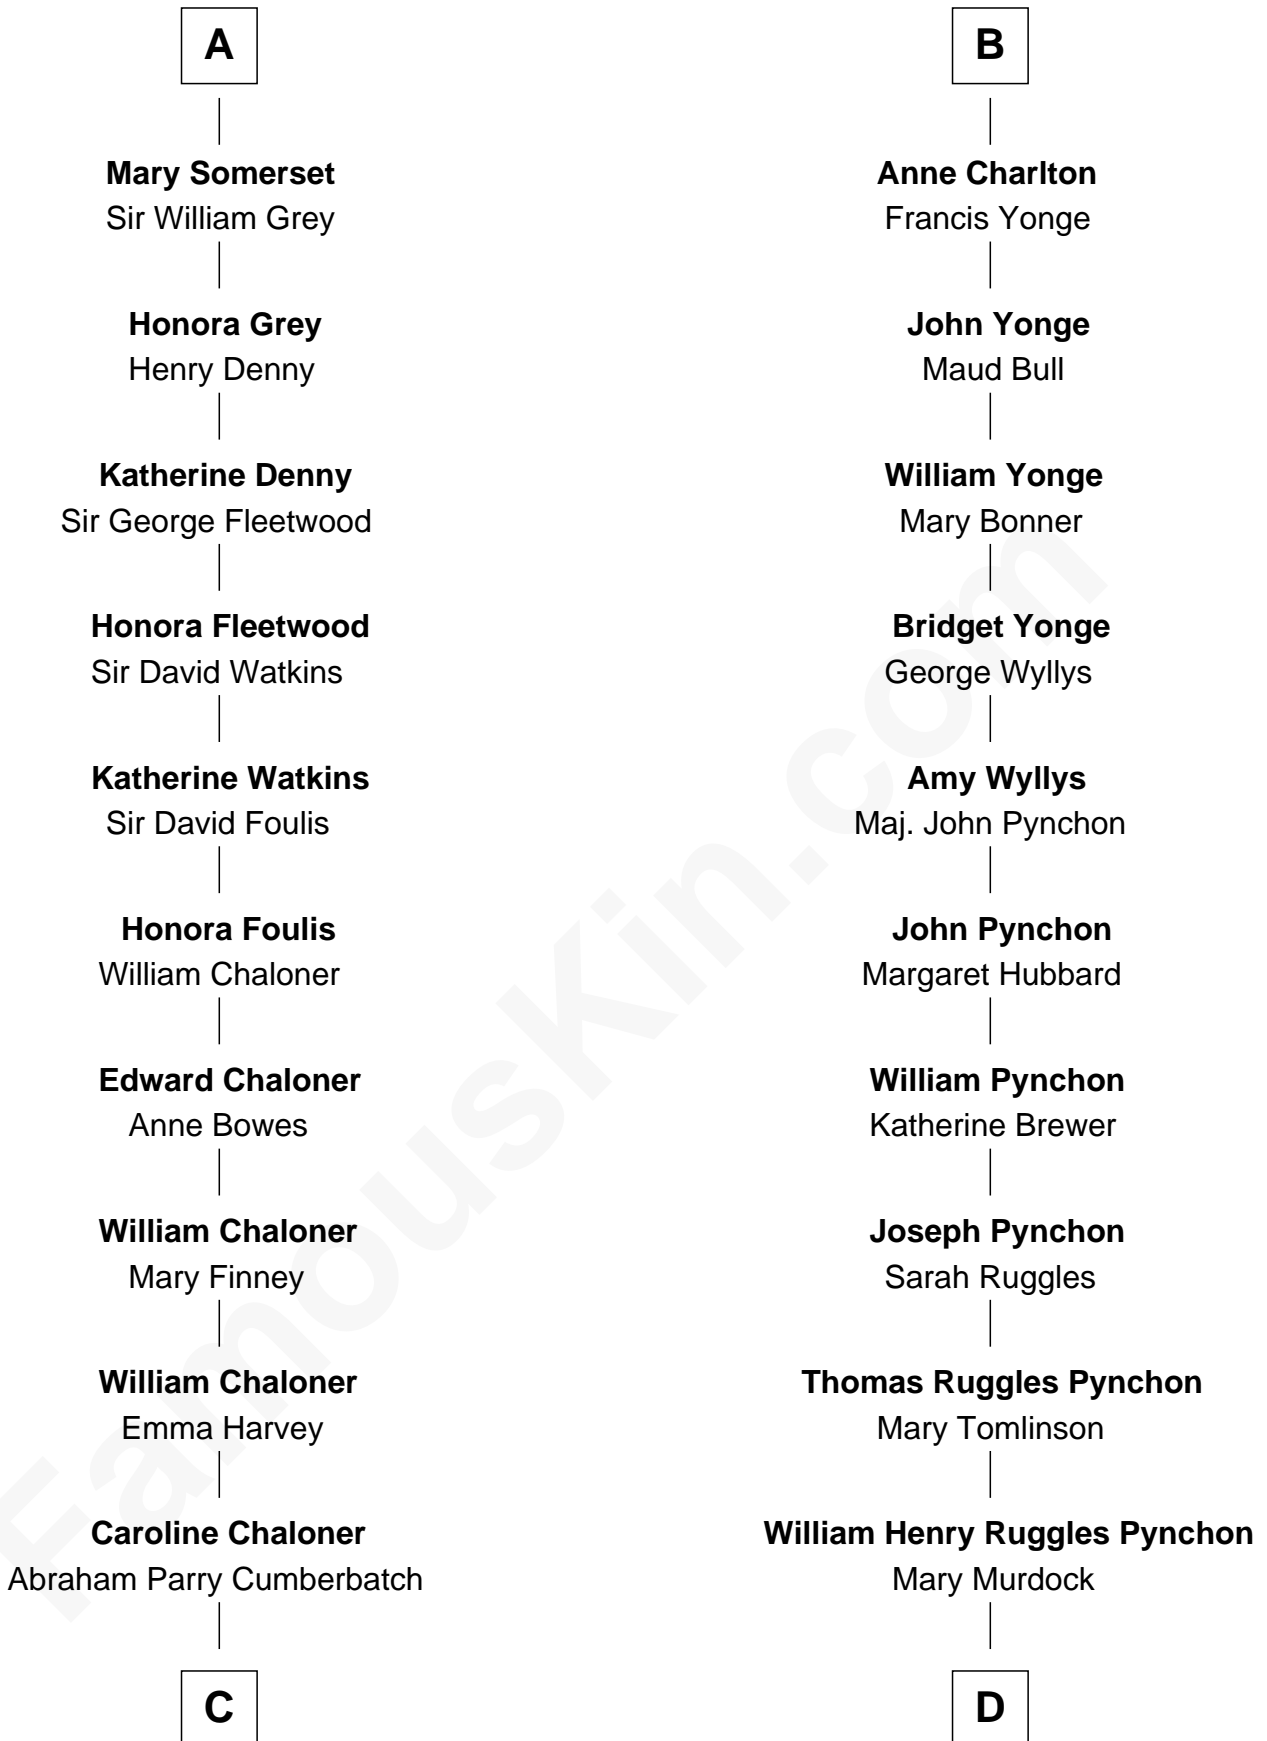 A
Mary Somerset
Sir William Grey
Honora Grey
Henry Denny
Katherine Denny
Sir George Fleetwood
Honora Fleetwood
Sir David Watkins
Katherine Watkins
Sir David Foulis
Honora Foulis
William Chaloner
Edward Chaloner
Anne Bowes
William Chaloner
Mary Finney
William Chaloner
Emma Harvey
Caroline Chaloner
Abraham Parry Cumberbatch
C
B
Anne Charlton
Francis Yonge
John Yonge
Maud Bull
William Yonge
Mary Bonner
Bridget Yonge
George Wyllys
Amy Wyllys
Maj. John Pynchon
John Pynchon
Margaret Hubbard
William Pynchon
Katherine Brewer
Joseph Pynchon
Sarah Ruggles
Thomas Ruggles Pynchon
Mary Tomlinson
William Henry Ruggles Pynchon
Mary Murdock
D
FamousKin.com